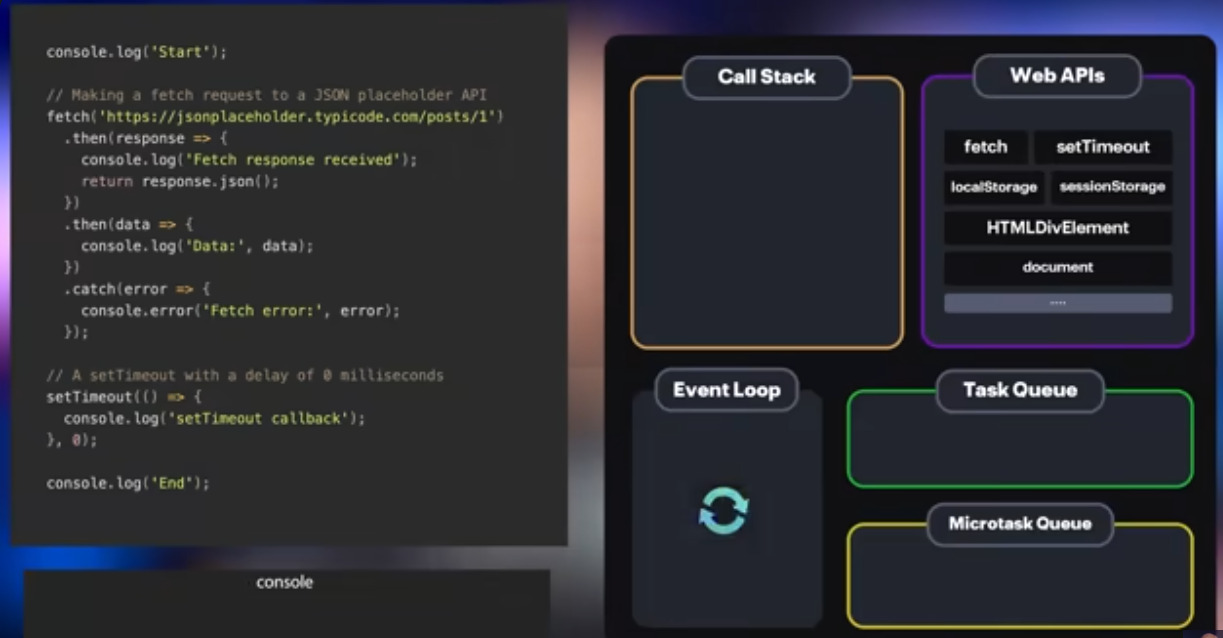 console.log('Start');
// Making a fetch request to a JSON placeholder API
fetch('https://jsonplaceholder.typicode.com/posts/1')
.then(response => {
console.log('Fetch response received');
return response.json();
})
.then(data => {
console.log('Data:', data);
})
.catch(error => {
console.error('Fetch error:', error);
});
// A setTimeout with a delay of 0 milliseconds
setTimeout(() => {
console.log('setTimeout callback');
}, 0);
console.log('End');
console
Call Stack
Web APIs
fetch
setTimeout
localStorage
sessionStorage
HTMLDivElement
document
....
Event Loop
Task Queue
Microtask Queue